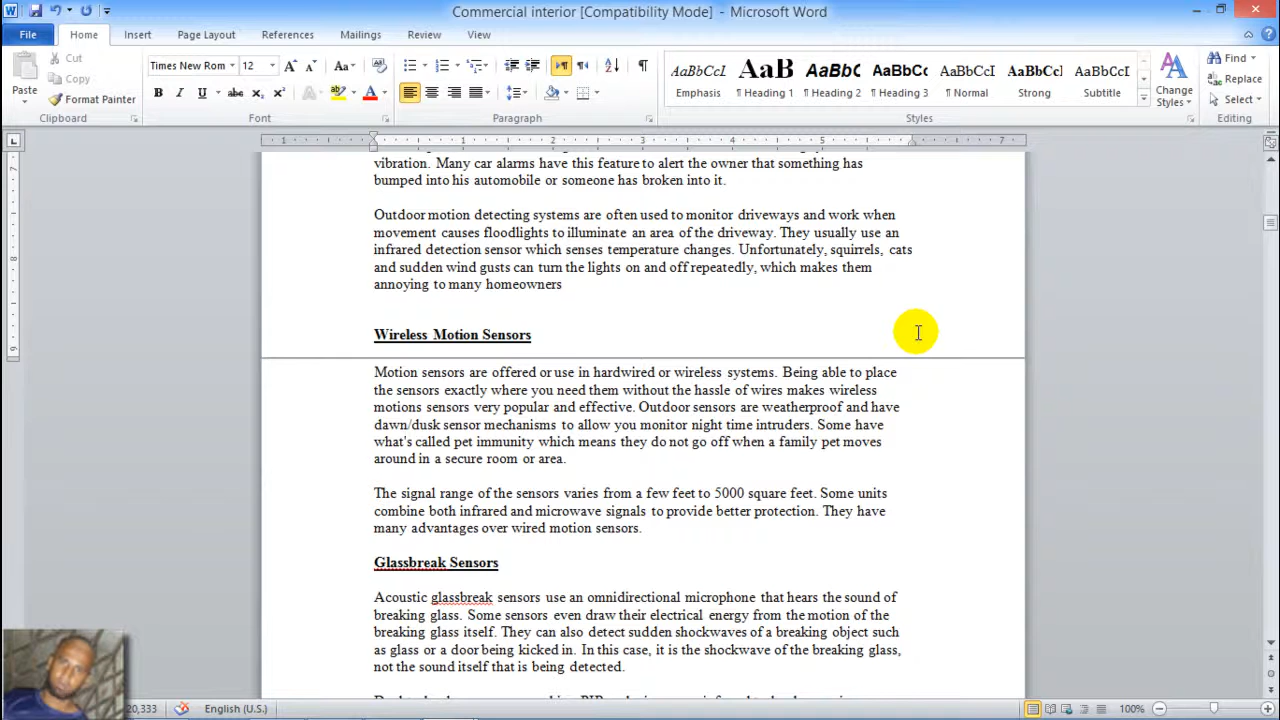 Commercial interior [Compatibility Mode] - Microsoft Word
File Home Insert Page Layout References Mailings Review View
Paste
Cut
Copy
Format Painter
Clipboard
Times New Rom 12
Font
Paragraph
AaBbCcI AaB AaBbC AaBbCc AaBbCcI AaBbCcI AaBbCcI
Emphasis ¶ Heading 1 ¶ Heading 2 ¶ Heading 3 ¶ Normal Strong Subtitle
Change
Styles
Styles
Find
Replace
Select
Editing
1 1 2 3 4 5 7
vibration. Many car alarms have this feature to alert the owner that something has
bumped into his automobile or someone has broken into it.
Outdoor motion detecting systems are often used to monitor driveways and work when
movement causes floodlights to illuminate an area of the driveway. They usually use an
infrared detection sensor which senses temperature changes. Unfortunately, squirrels, cats
and sudden wind gusts can turn the lights on and off repeatedly, which makes them
annoying to many homeowners
Wireless Motion Sensors
Motion sensors are offered or use in hardwired or wireless systems. Being able to place
the sensors exactly where you need them without the hassle of wires makes wireless
motions sensors very popular and effective. Outdoor sensors are weatherproof and have
dawn/dusk sensor mechanisms to allow you monitor night time intruders. Some have
what's called pet immunity which means they do not go off when a family pet moves
around in a secure room or area.
The signal range of the sensors varies from a few feet to 5000 square feet. Some units
combine both infrared and microwave signals to provide better protection. They have
many advantages over wired motion sensors.
Glassbreak Sensors
Acoustic glassbreak sensors use an omnidirectional microphone that hears the sound of
breaking glass. Some sensors even draw their electrical energy from the motion of the
breaking glass itself. They can also detect sudden shockwaves of a breaking object such
as glass or a door being kicked in. In this case, it is the shockwave of the breaking glass,
not the sound itself that is being detected.
20,333 English (U.S.) 100%